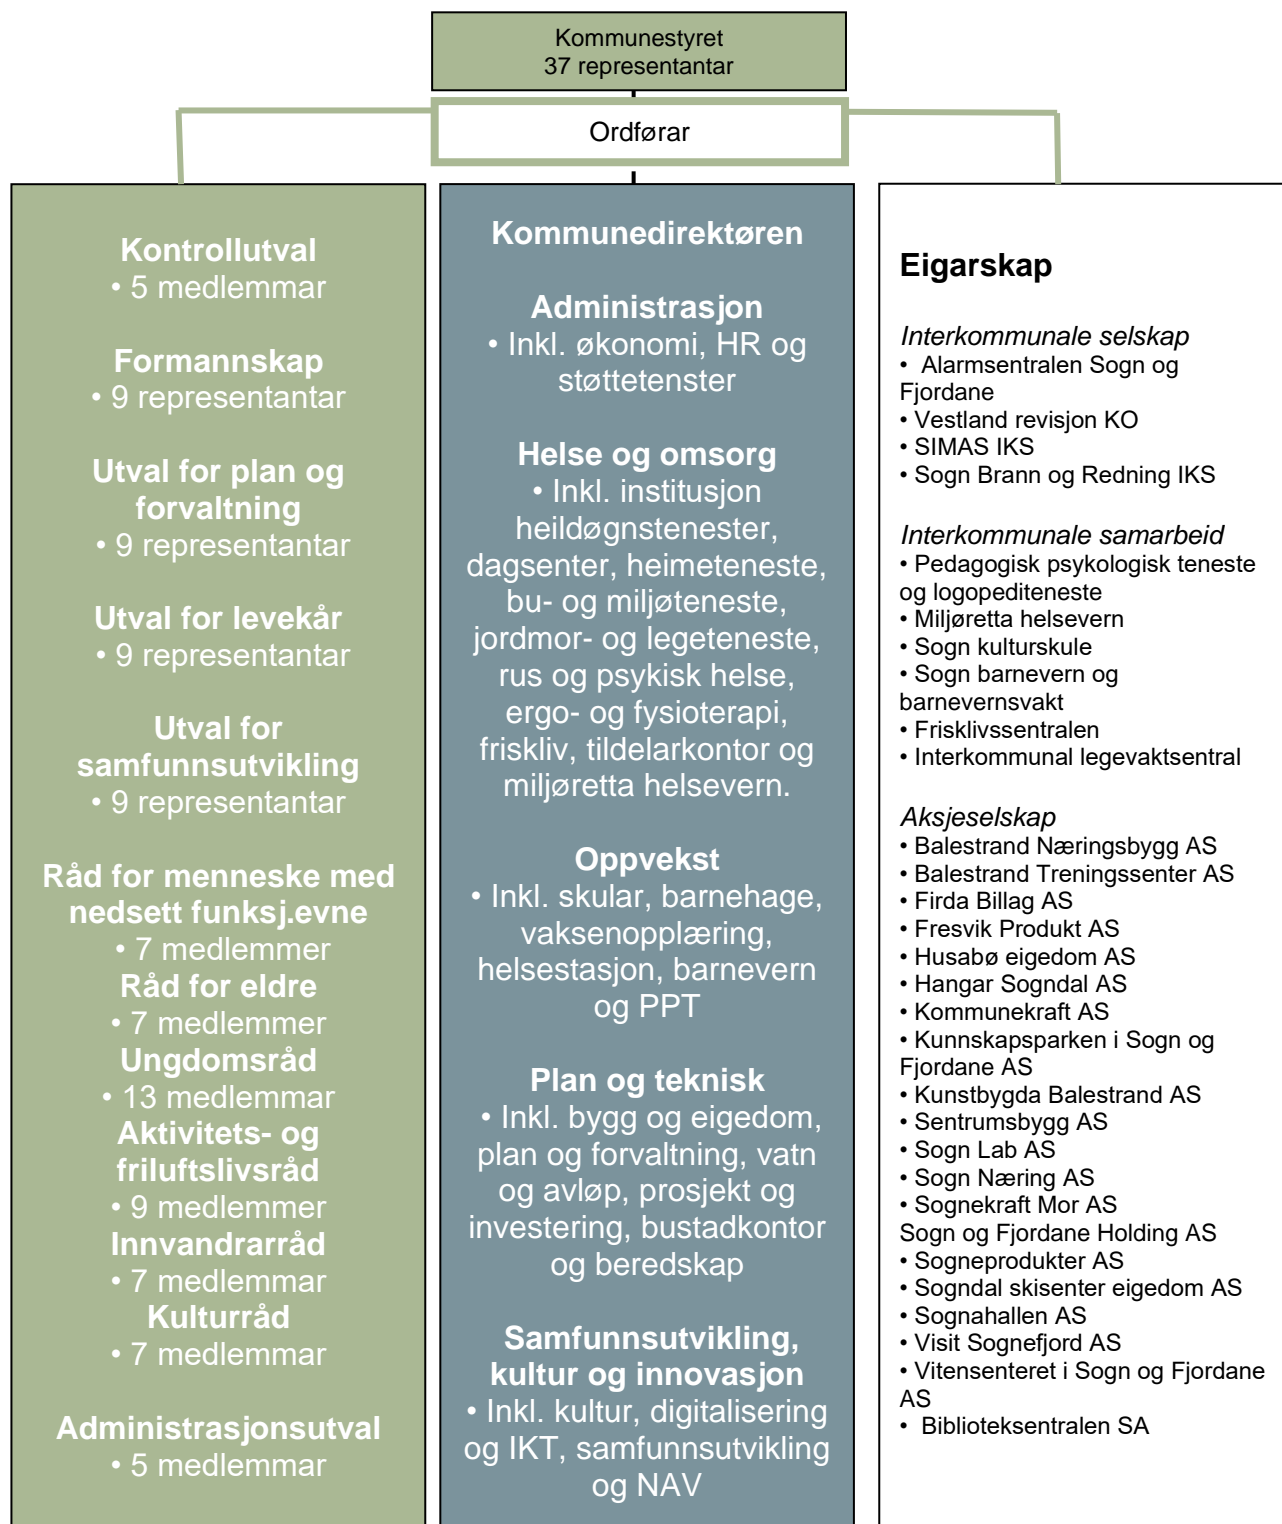 Kommunestyret
37 representantar
Ordførar
Kontrollutval
• 5 medlemmar
Formannskap
• 9 representantar
Utval for plan og
forvaltning
• 9 representantar
Utval for levekår
• 9 representantar
Utval for
samfunnsutvikling
• 9 representantar
Råd for menneske med
nedsett funksj.evne
• 7 medlemmer
Råd for eldre
• 7 medlemmer
Ungdomsråd
• 13 medlemmar
Aktivitets- og
friluftslivsråd
• 9 medlemmer
Innvandrarråd
• 7 medlemmar
Kulturråd
• 7 medlemmar
Administrasjonsutval
• 5 medlemmar
Kommunedirektøren
Administrasjon
• Inkl. økonomi, HR og
støttetenster
Helse og omsorg
• Inkl. institusjon
heildøgnstenester,
dagsenter, heimeteneste,
bu- og miljøteneste,
jordmor- og legeteneste,
rus og psykisk helse,
ergo- og fysioterapi,
friskliv, tildelarkontor og
miljøretta helsevern.
Oppvekst
• Inkl. skular, barnehage,
vaksenopplæring,
helsestasjon, barnevern
og PPT
Plan og teknisk
• Inkl. bygg og eigedom,
plan og forvaltning, vatn
og avløp, prosjekt og
investering, bustadkontor
og beredskap
Samfunnsutvikling,
kultur og innovasjon
• Inkl. kultur, digitalisering
og IKT, samfunnsutvikling
og NAV
Eigarskap
Interkommunale selskap
• Alarmsentralen Sogn og
Fjordane
• Vestland revisjon KO
• SIMAS IKS
• Sogn Brann og Redning IKS
Interkommunale samarbeid
• Pedagogisk psykologisk teneste
og logopediteneste
• Miljøretta helsevern
• Sogn kulturskule
• Sogn barnevern og
barnevernsvakt
• Frisklivssentralen
• Interkommunal legevaktsentral
Aksjeselskap
• Balestrand Næringsbygg AS
• Balestrand Treningssenter AS
• Firda Billag AS
• Fresvik Produkt AS
• Husabø eigedom AS
• Hangar Sogndal AS
• Kommunekraft AS
• Kunnskapsparken i Sogn og
Fjordane AS
• Kunstbygda Balestrand AS
• Sentrumsbygg AS
• Sogn Lab AS
• Sogn Næring AS
• Sognekraft Mor AS
Sogn og Fjordane Holding AS
• Sogneprodukter AS
• Sogndal skisenter eigedom AS
• Sognahallen AS
• Visit Sognefjord AS
• Vitensenteret i Sogn og Fjordane
AS
• Biblioteksentralen SA